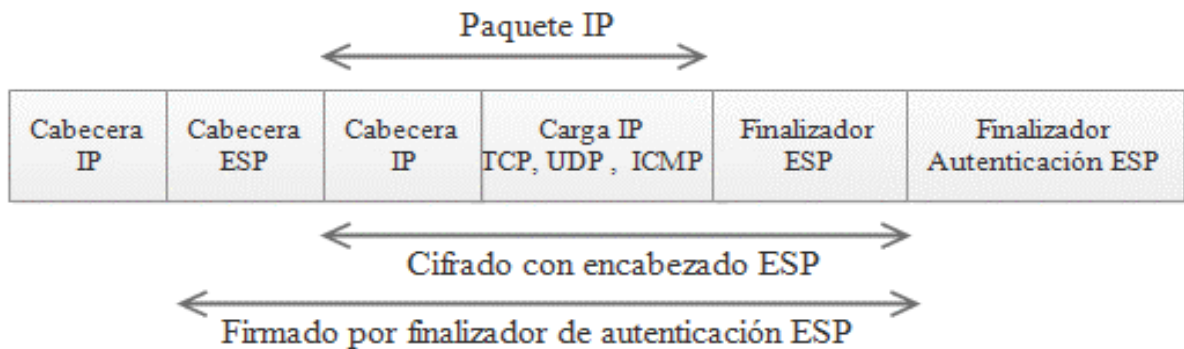 Paquete IP
Cabecera IP
Cabecera ESP
Cabecera IP
Carga IP
TCP, UDP , ICMP
Finalizador ESP
Finalizador
Autenticación ESP
Cifrado con encabezado ESP
Firmado por finalizador de autenticación ESP